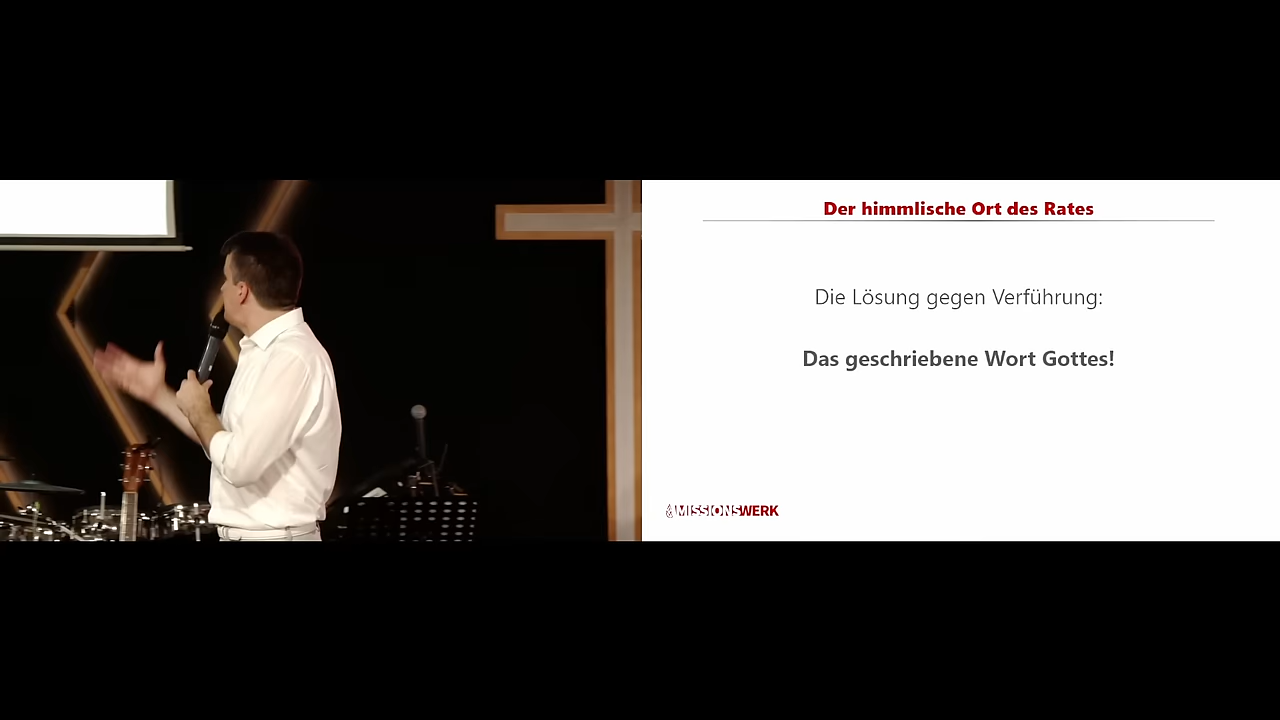 Der himmlische Ort des Rates
Die Lösung gegen Verführung:
Das geschriebene Wort Gottes!
MISSIONSWERK